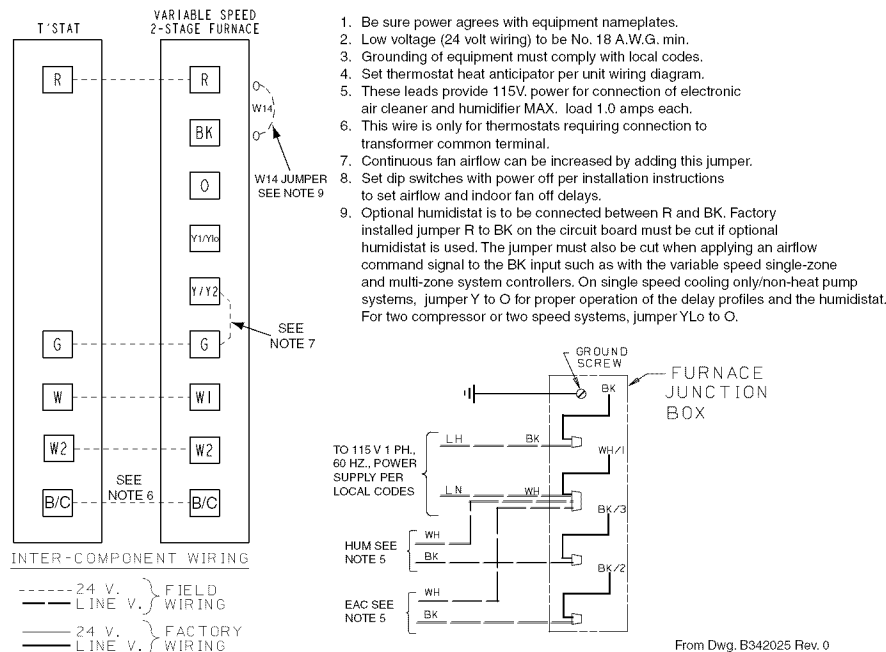 T'STAT
VARIABLE SPEED
2-STAGE FURNACE
R
R
W14
BK
W14 JUMPER
SEE NOTE 9
O
Y1/Ylo
Y/Y2
SEE
NOTE 7
G
G
W
W1
W2
W2
SEE
NOTE 6
B/C
B/C
INTER-COMPONENT WIRING
24 V.
LINE V.
FIELD
WIRING
24 V.
LINE V.
FACTORY
WIRING
1. Be sure power agrees with equipment nameplates.
2. Low voltage (24 volt wiring) to be No. 18 A.W.G. min.
3. Grounding of equipment must comply with local codes.
4. Set thermostat heat anticipator per unit wiring diagram.
5. These leads provide 115V. power for connection of electronic
air cleaner and humidifier MAX. load 1.0 amps each.
6. This wire is only for thermostats requiring connection to
transformer common terminal.
7. Continuous fan airflow can be increased by adding this jumper.
8. Set dip switches with power off per installation instructions
to set airflow and indoor fan off delays.
9. Optional humidistat is to be connected between R and BK. Factory
installed jumper R to BK on the circuit board must be cut if optional
humidistat is used. The jumper must also be cut when applying an airflow
command signal to the BK input such as with the variable speed single-zone
and multi-zone system controllers. On single speed cooling only/non-heat pump
systems, jumper Y to O for proper operation of the delay profiles and the humidistat.
For two compressor or two speed systems, jumper YLo to O.
GROUND
SCREW
BK
FURNACE
JUNCTION
BOX
TO 115 V 1 PH.,
60 HZ., POWER
SUPPLY PER
LOCAL CODES
LH
BK
WH/1
LN
WH
BK/3
HUM SEE
NOTE 5
WH
BK
BK/2
EAC SEE
NOTE 5
WH
BK
From Dwg. B342025 Rev. 0